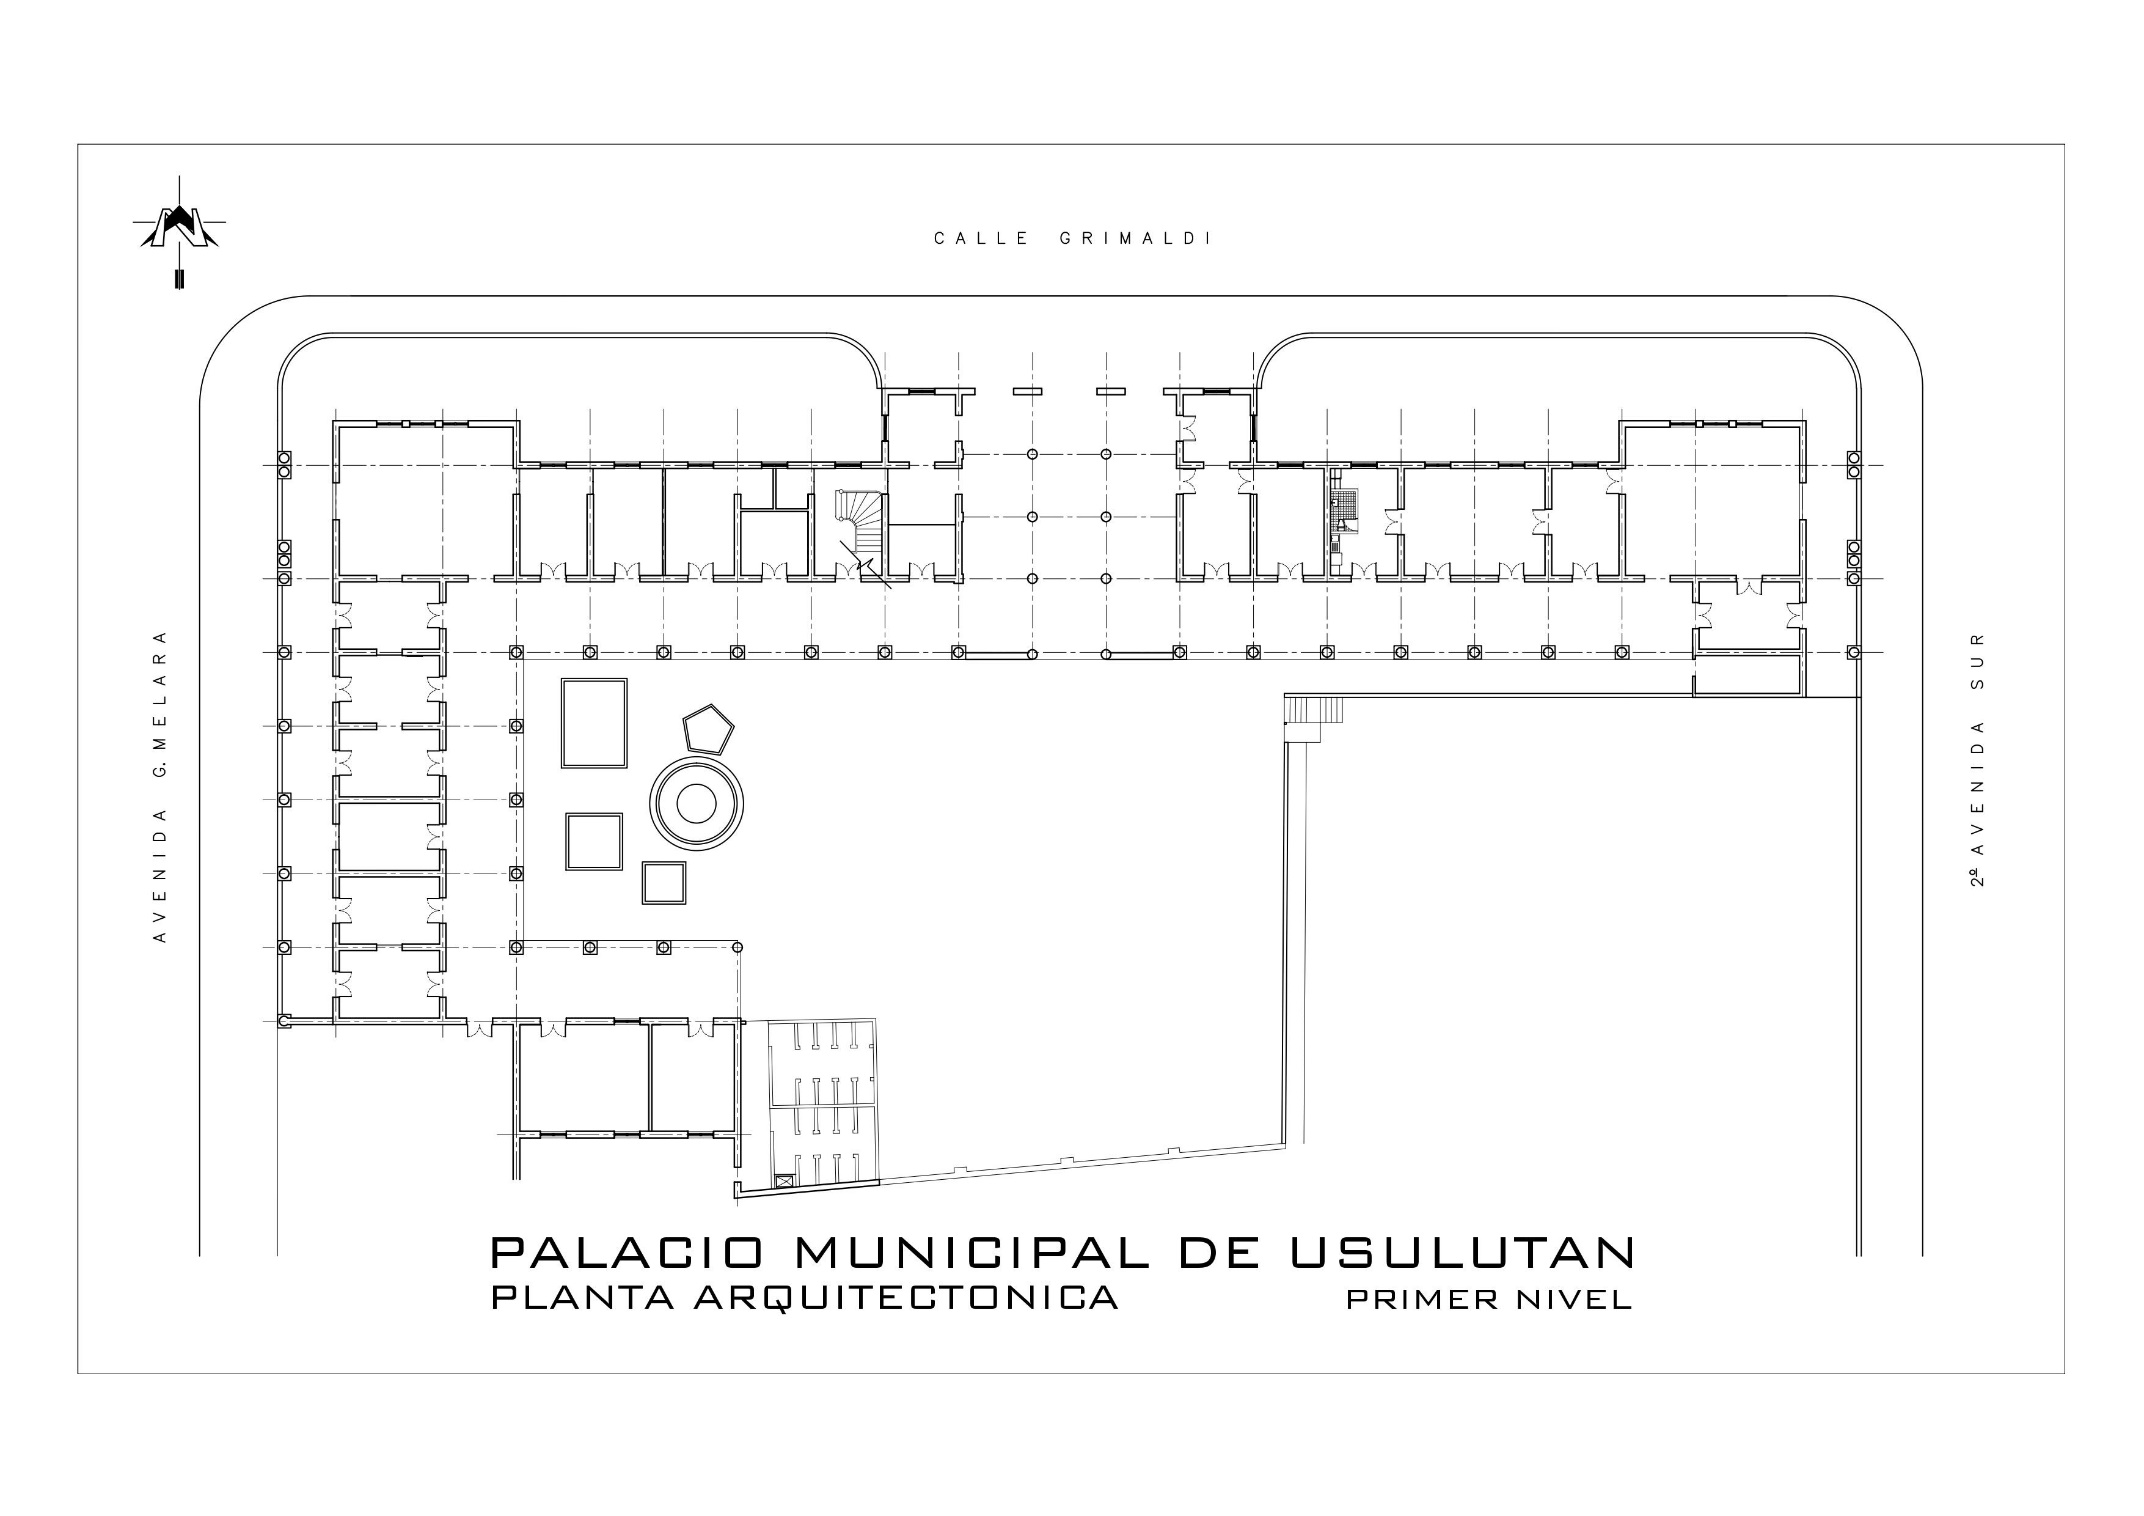 N
CALLE GRIMALDI
AVENIDA G. MELARA
2ª AVENIDA SUR
PALACIO MUNICIPAL DE USULUTAN
PLANTA ARQUITECTONICA PRIMER NIVEL